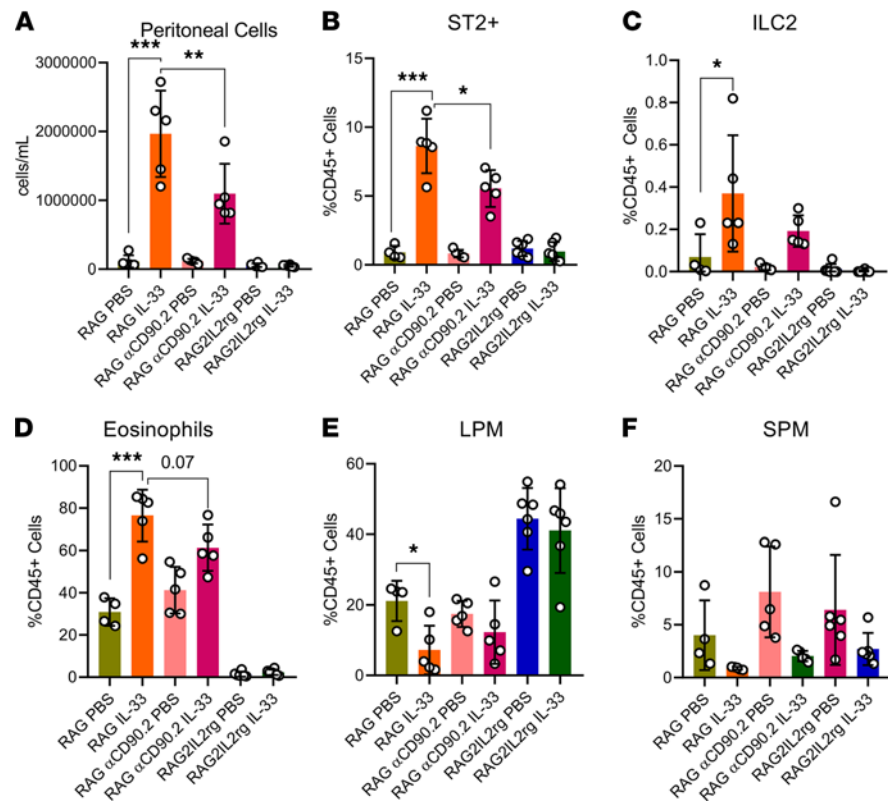 A
Peritoneal Cells
cells/mL
3000000
2000000
1000000
0
***
**
RAG PBS
RAG IL-33
RAG αCD90.2 PBS
RAG αCD90.2 IL-33
RAG2IL2rg PBS
RAG2IL2rg IL-33
B
ST2+
%CD45+ Cells
15
10
5
0
***
*
RAG PBS
RAG IL-33
RAG αCD90.2 PBS
RAG αCD90.2 IL-33
RAG2IL2rg PBS
RAG2IL2rg IL-33
C
ILC2
%CD45+ Cells
1.0
0.8
0.6
0.4
0.2
0.0
*
RAG PBS
RAG IL-33
RAG αCD90.2 PBS
RAG αCD90.2 IL-33
RAG2IL2rg PBS
RAG2IL2rg IL-33
D
Eosinophils
%CD45+ Cells
100
80
60
40
20
0
***
0.07
RAG PBS
RAG IL-33
RAG αCD90.2 PBS
RAG αCD90.2 IL-33
RAG2IL2rg PBS
RAG2IL2rg IL-33
E
LPM
%CD45+ Cells
60
40
20
0
*
RAG PBS
RAG IL-33
RAG αCD90.2 PBS
RAG αCD90.2 IL-33
RAG2IL2rg PBS
RAG2IL2rg IL-33
F
SPM
%CD45+ Cells
20
15
10
5
0
RAG PBS
RAG IL-33
RAG αCD90.2 PBS
RAG αCD90.2 IL-33
RAG2IL2rg PBS
RAG2IL2rg IL-33